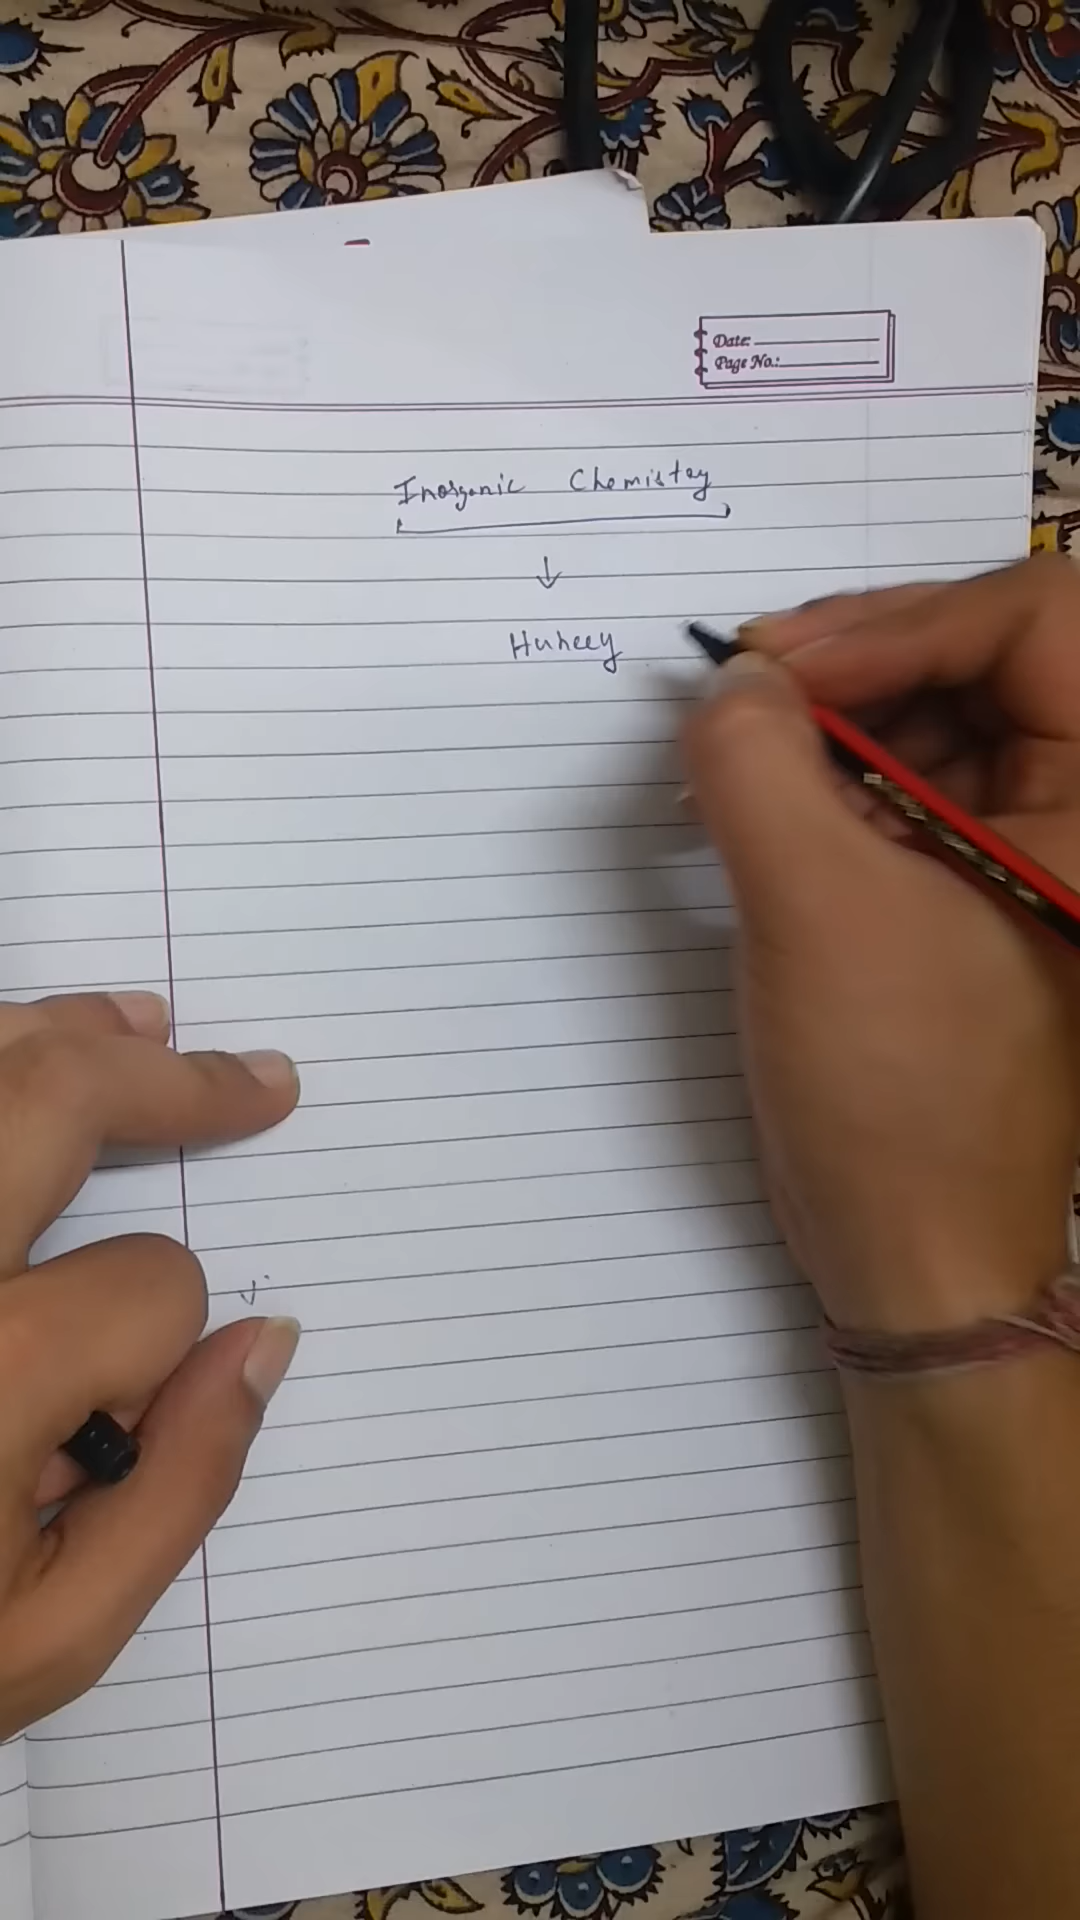 Date:
Page No.:
Inorganic Chemistry
↓
Huheey